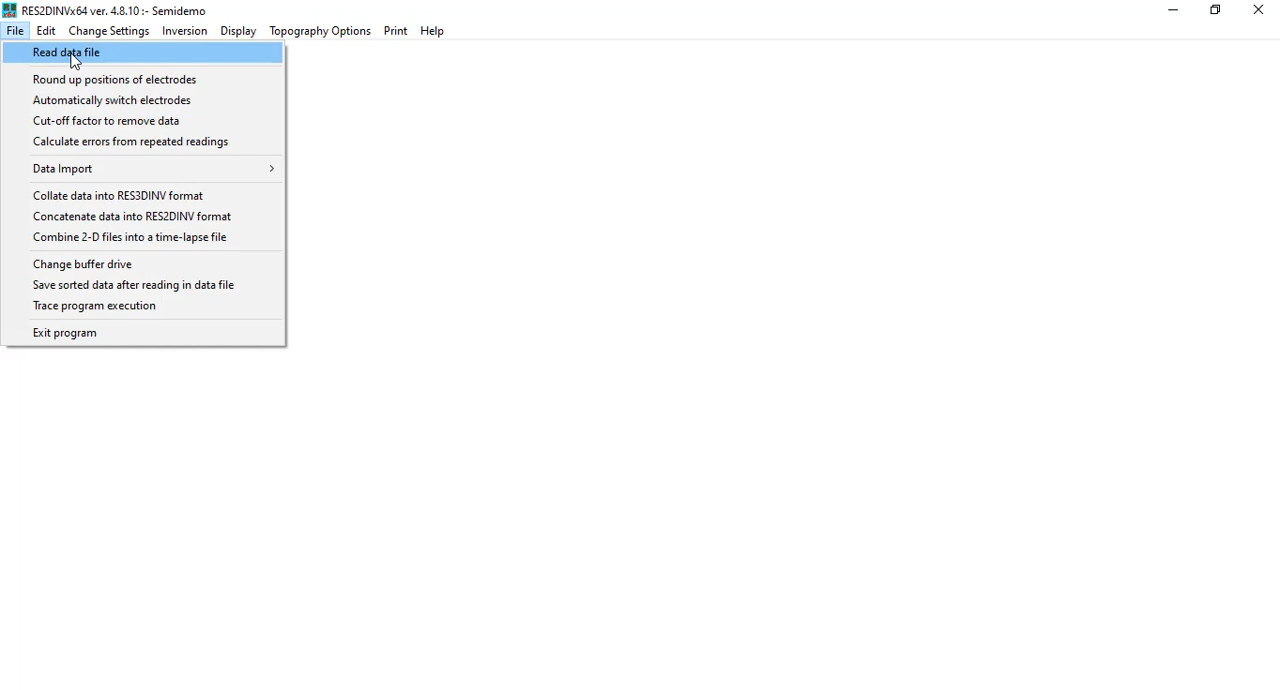 RES2DINVx64 ver. 4.8.10 :- Semidemo
File Edit Change Settings Inversion Display Topography Options Print Help
Read data file
Round up positions of electrodes
Automatically switch electrodes
Cut-off factor to remove data
Calculate errors from repeated readings
Data Import
Collate data into RES3DINV format
Concatenate data into RES2DINV format
Combine 2-D files into a time-lapse file
Change buffer drive
Save sorted data after reading in data file
Trace program execution
Exit program